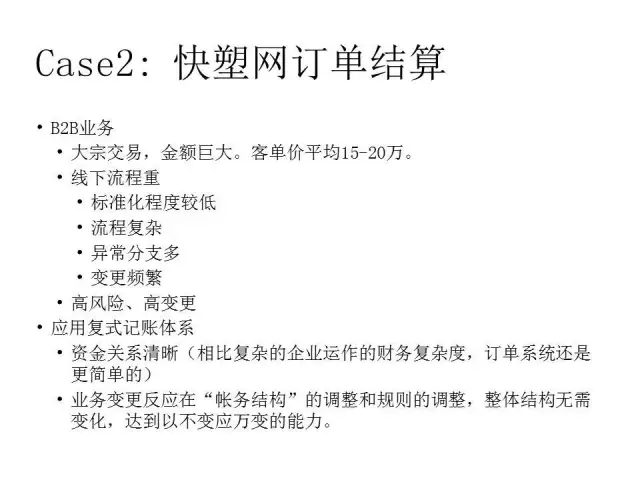 Case2: 快塑网订单结算
• B2B业务
• 大宗交易，金额巨大。客单价平均15-20万。
• 线下流程重
• 标准化程度较低
• 流程复杂
• 异常分支多
• 变更频繁
• 高风险、高变更
• 应用复式记账体系
• 资金关系清晰（相比复杂的企业运作的财务复杂度，订单系统还是
更简单的）
• 业务变更反应在“帐务结构”的调整和规则的调整，整体结构无需
变化，达到以不变应万变的能力。